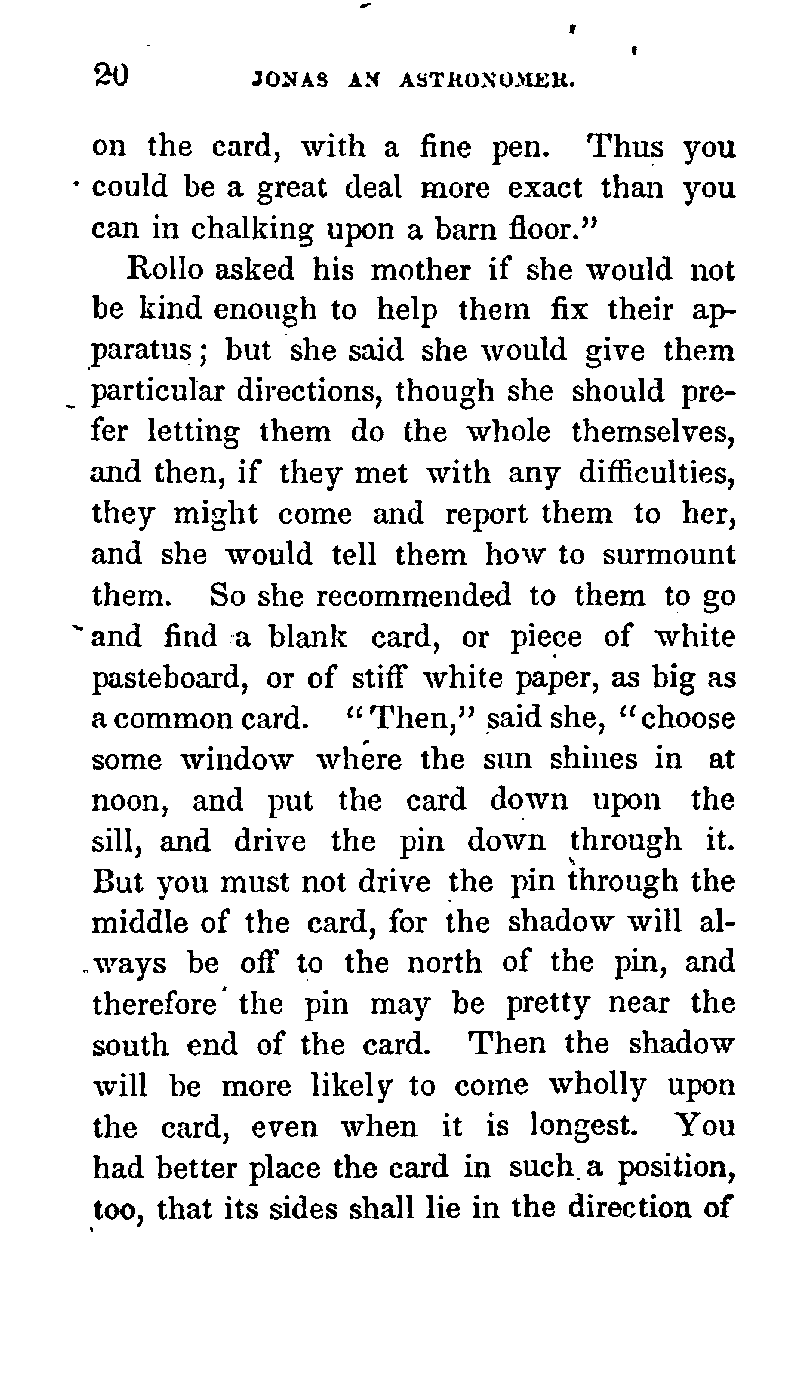 20 JONAS AN ASTRONOMER.
on the card, with a fine pen. Thus you
could be a great deal more exact than you
can in chalking upon a barn floor.”
Rollo asked his mother if she would not
be kind enough to help them fix their ap-
paratus; but she said she would give them
particular directions, though she should pre-
fer letting them do the whole themselves,
and then, if they met with any difficulties,
they might come and report them to her,
and she would tell them how to surmount
them. So she recommended to them to go
and find a blank card, or piece of white
pasteboard, or of stiff white paper, as big as
a common card. “Then,” said she, “choose
some window where the sun shines in at
noon, and put the card down upon the
sill, and drive the pin down through it.
But you must not drive the pin through the
middle of the card, for the shadow will al-
ways be off to the north of the pin, and
therefore the pin may be pretty near the
south end of the card. Then the shadow
will be more likely to come wholly upon
the card, even when it is longest. You
had better place the card in such a position,
too, that its sides shall lie in the direction of